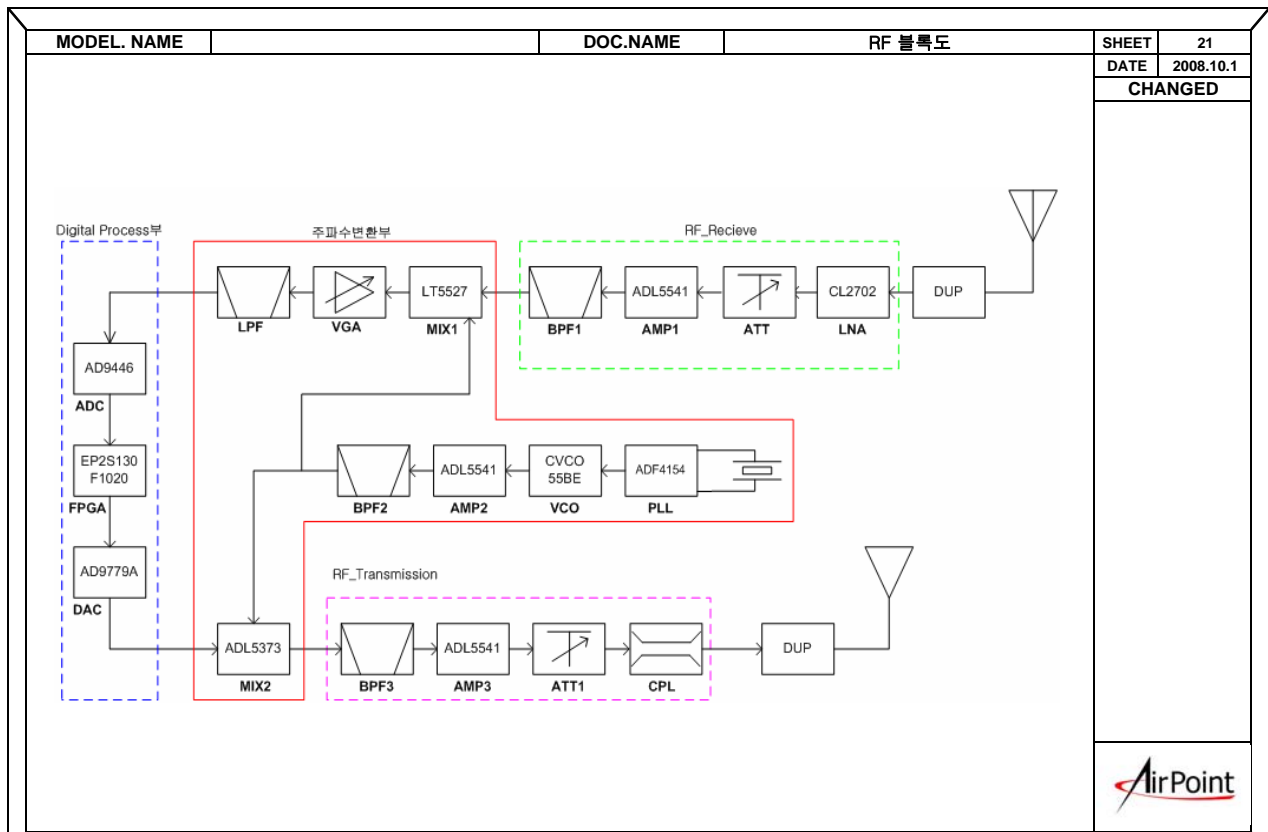 MODEL. NAME
DOC.NAME
RF 블록도
SHEET
21
DATE
2008.10.1
CHANGED
Digital Process부
주파수변환부
RF_Recieve
LT5527
ADL5541
CL2702
DUP
LPF
VGA
MIX1
BPF1
AMP1
ATT
LNA
AD9446
ADC
EP2S130
F1020
FPGA
ADL5541
CVCO
55BE
ADF4154
BPF2
AMP2
VCO
PLL
AD9779A
DAC
RF_Transmission
ADL5373
ADL5541
DUP
MIX2
BPF3
AMP3
ATT1
CPL
AirPoint